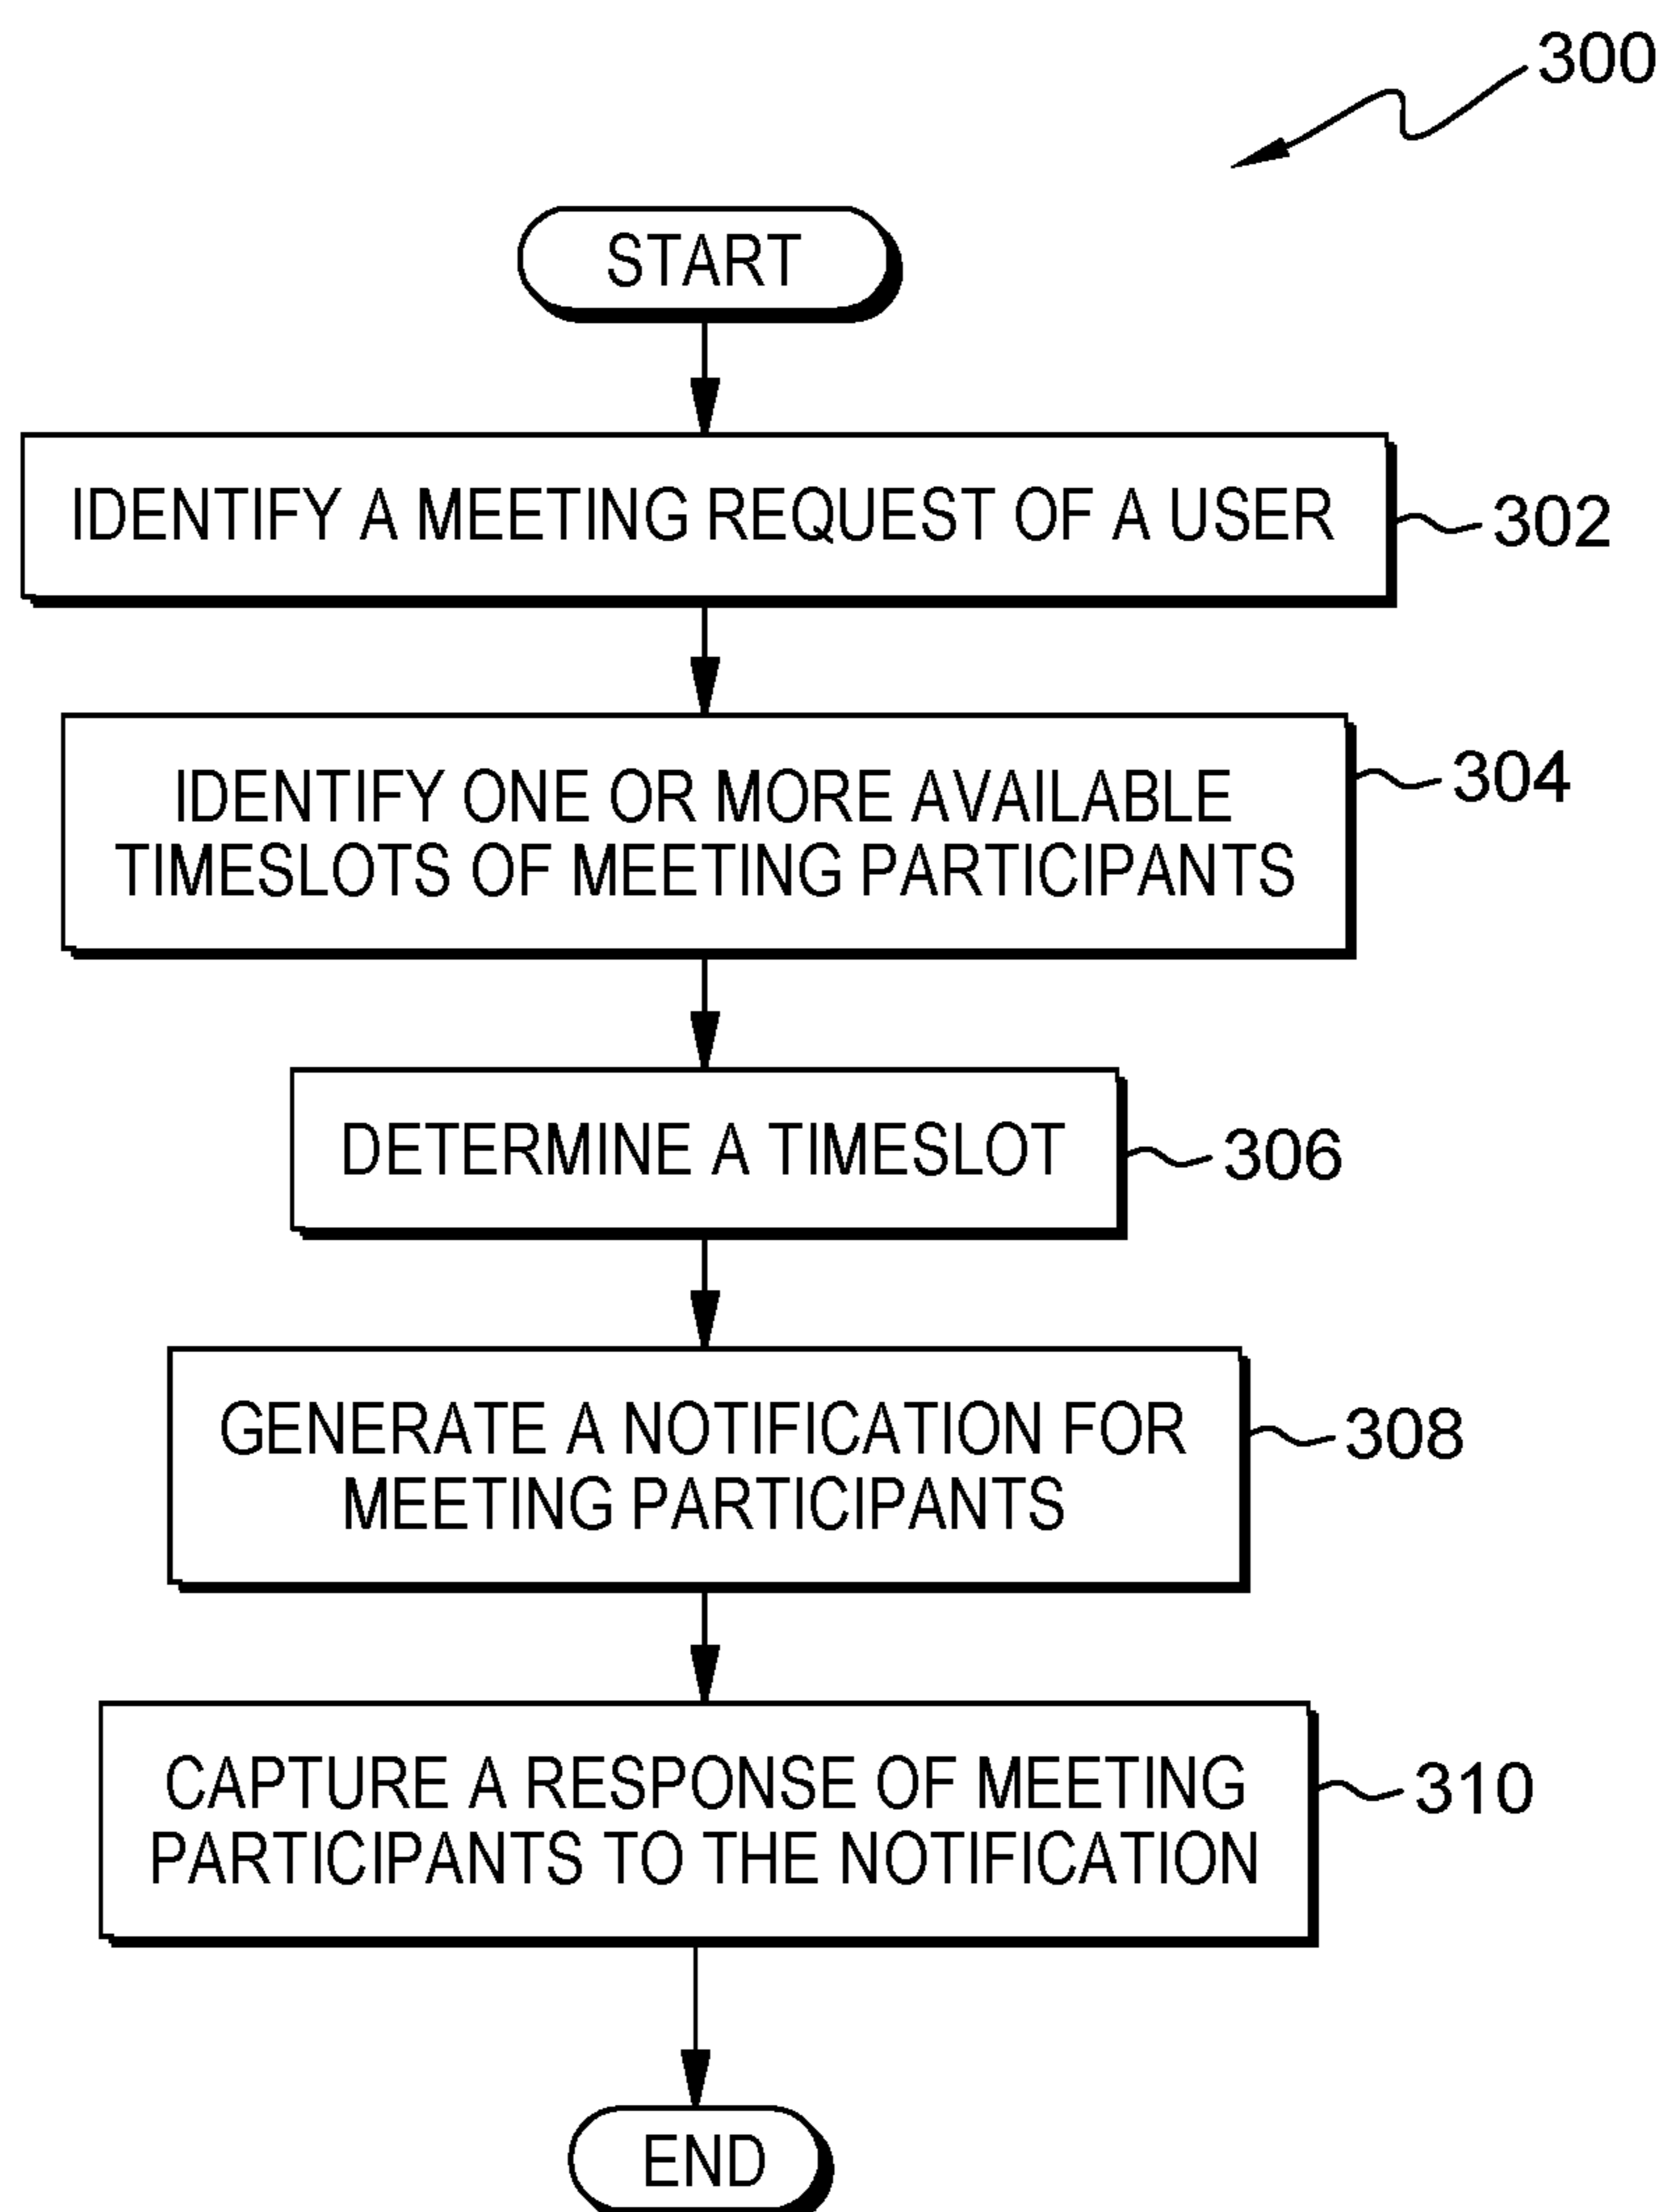 300
START
IDENTIFY A MEETING REQUEST OF A USER
302
IDENTIFY ONE OR MORE AVAILABLE
TIMESLOTS OF MEETING PARTICIPANTS
304
DETERMINE A TIMESLOT
306
GENERATE A NOTIFICATION FOR
MEETING PARTICIPANTS
308
CAPTURE A RESPONSE OF MEETING
PARTICIPANTS TO THE NOTIFICATION
310
END